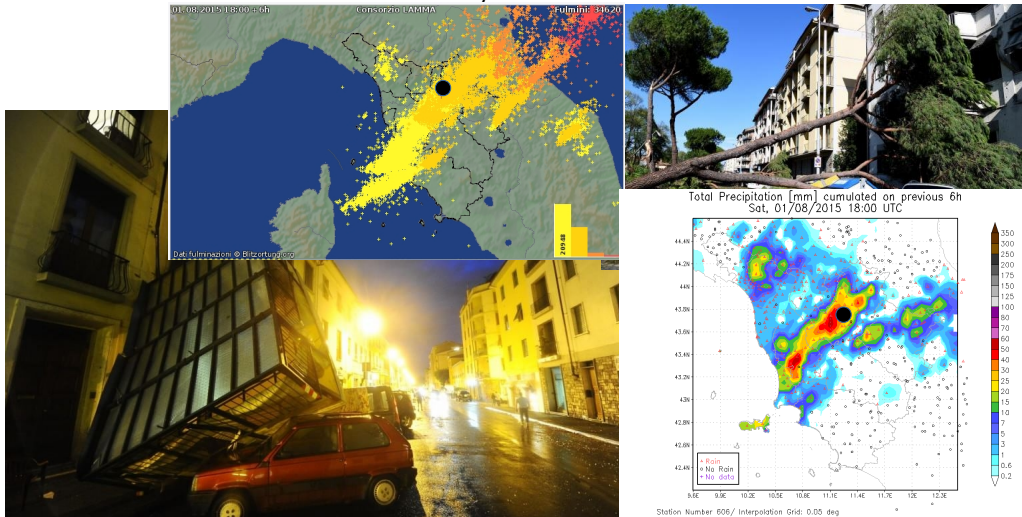 01.08.2015 18:00 + 6h Consorzio LAMMA Fulmini: 34620
20948
Dati fulminazioni © Blitzortung.org
Total Precipitation [mm] cumulated on previous 6h
Sat, 01/08/2015 18:00 UTC
44.4N
44.2N
44N
43.8N
43.6N
43.4N
43.2N
43N
42.8N
42.6N
42.4N
9.6E 9.9E 10.2E 10.5E 10.8E 11.1E 11.4E 11.7E 12E 12.3E
+ Rain
o No Rain
+ No data
350
300
250
200
175
150
125
100
80
70
60
50
40
30
25
20
15
10
7
5
3
1
0.6
0.2
Station Number 606/ Interpolation Grid: 0.05 deg